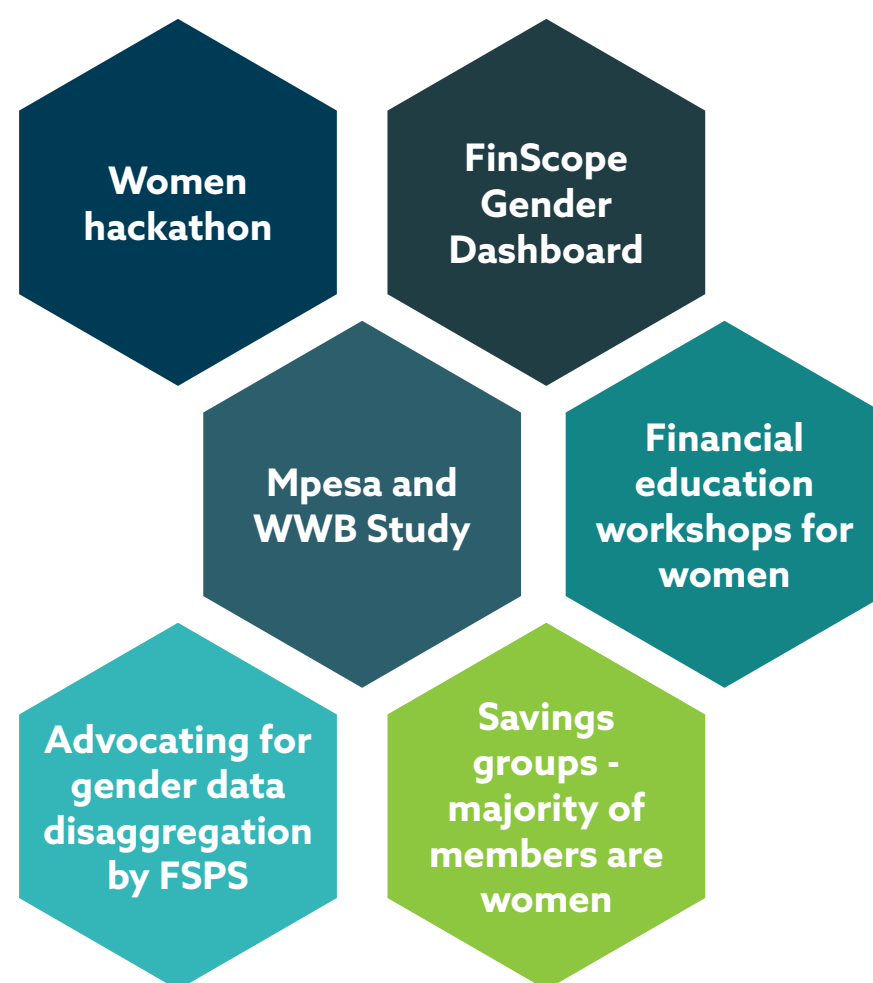 Women
hackathon
FinScope
Gender
Dashboard
Mpesa and
WWB Study
Financial
education
workshops for
women
Advocating for
gender data
disaggregation
by FSPS
Savings
groups -
majority of
members are
women